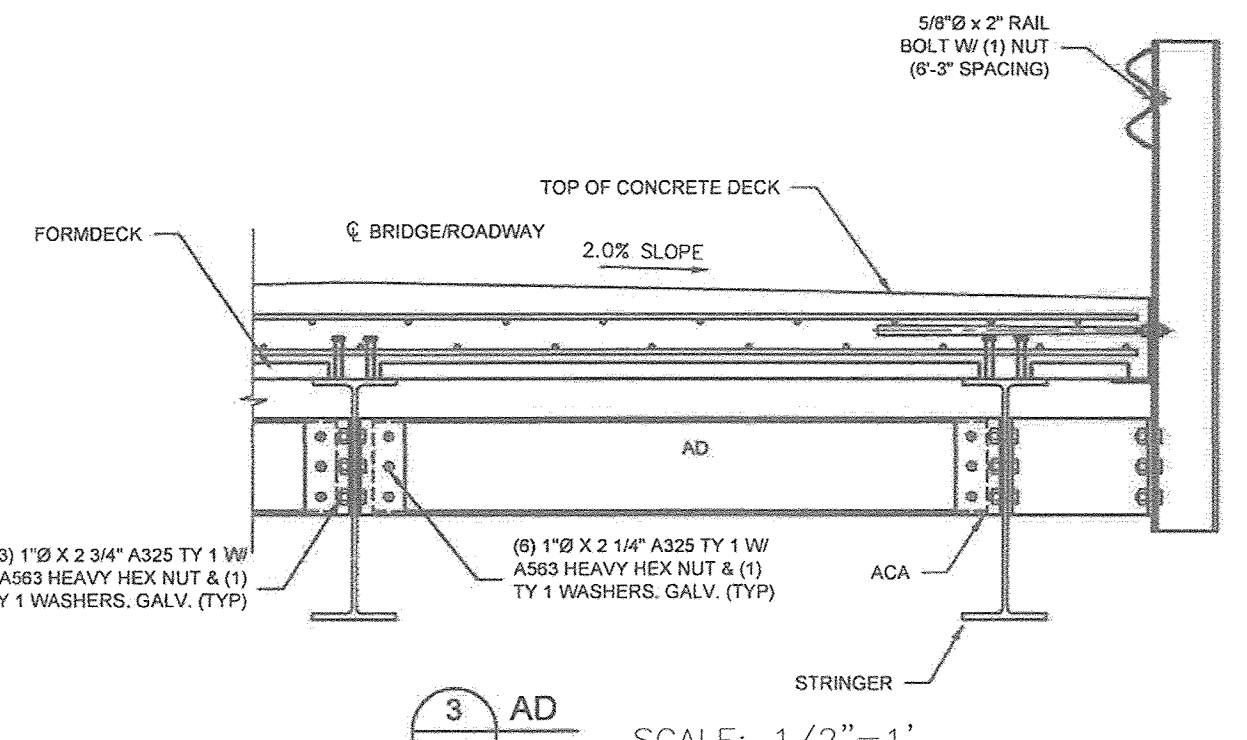 5/8"Ø x 2" RAIL
BOLT W/ (1) NUT
(6'-3" SPACING)
TOP OF CONCRETE DECK
FORMDECK
℄ BRIDGE/ROADWAY
2.0% SLOPE
AD
3) 1"Ø X 2 3/4" A325 TY 1 W/
A563 HEAVY HEX NUT & (1)
TY 1 WASHERS. GALV. (TYP)
(6) 1"Ø X 2 1/4" A325 TY 1 W/
A563 HEAVY HEX NUT & (1)
TY 1 WASHERS. GALV. (TYP)
ACA
STRINGER
3 AD
SCALE: 1/2"=1'